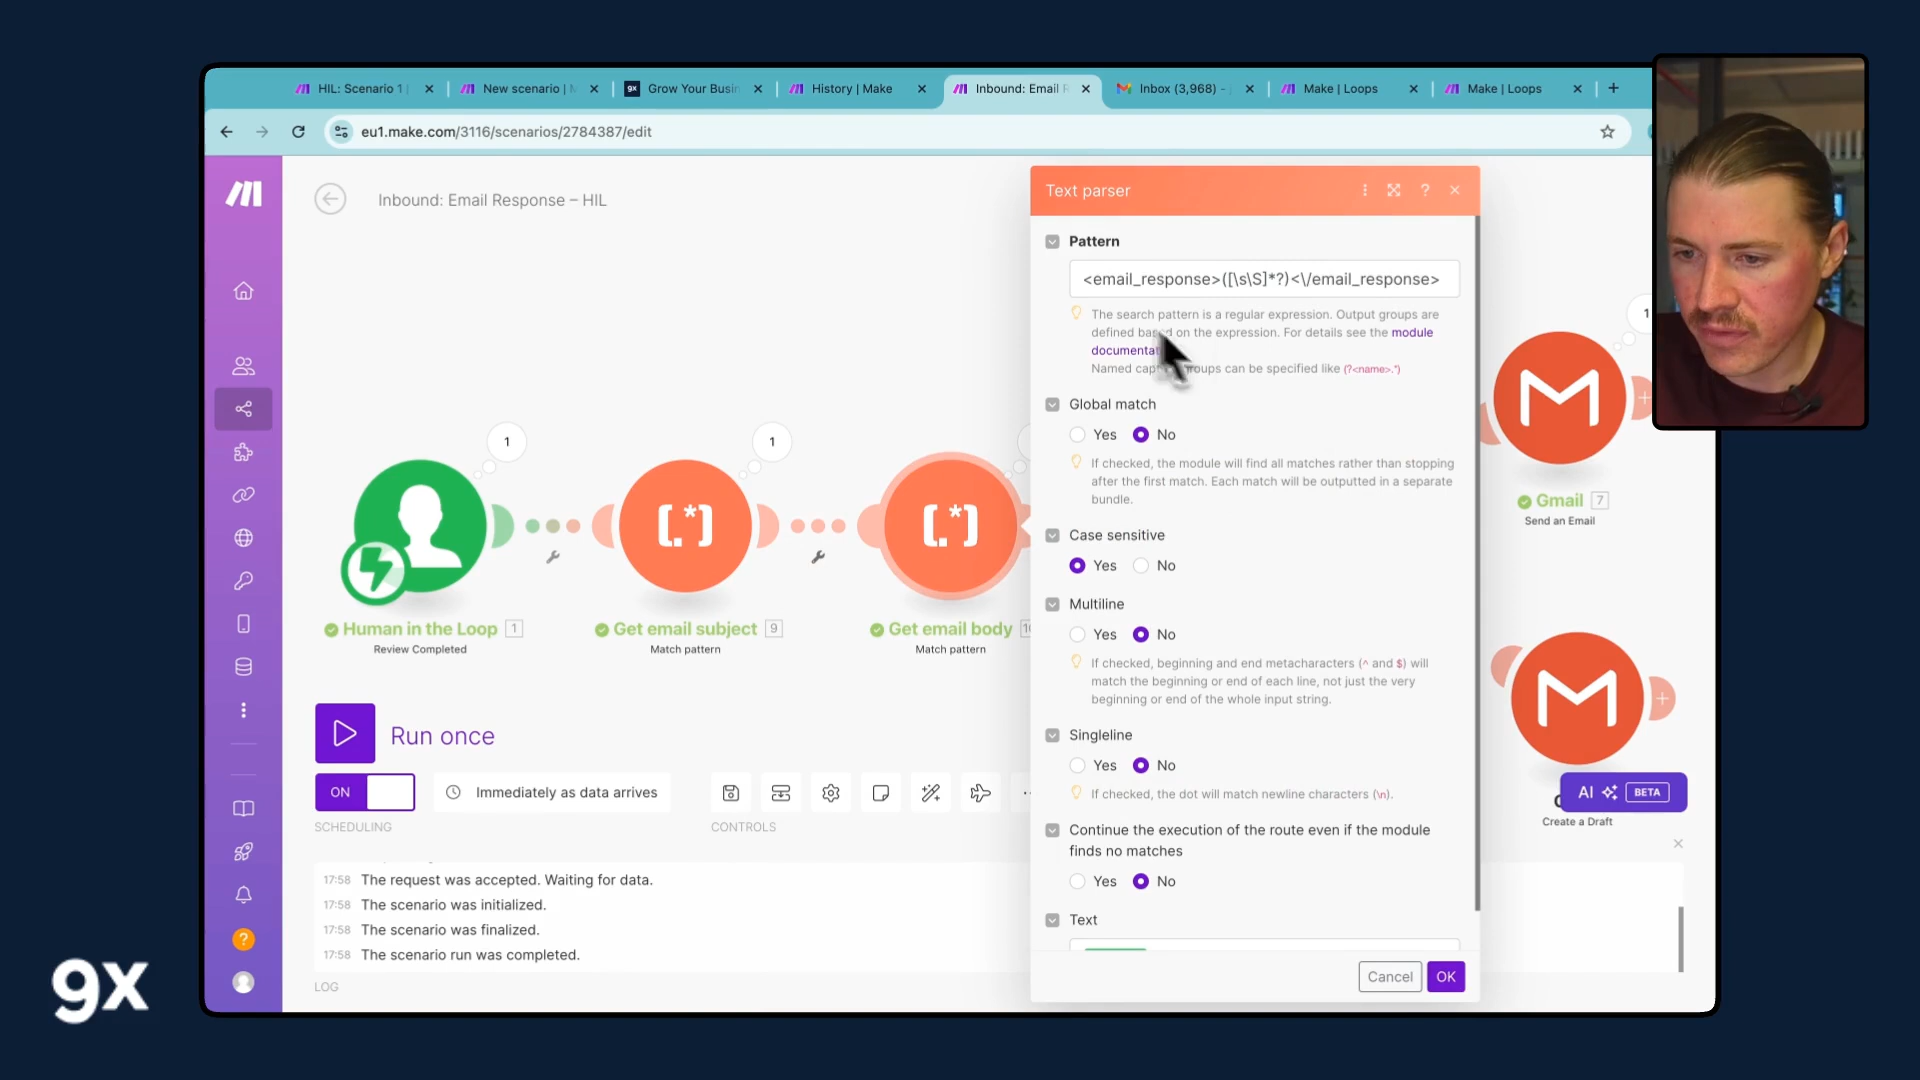 HIL: Scenario 1 |
New scenario | M
gx
Grow Your Busin
History | Make
Inbound: Email R
Inbox (3,968) -
Make | Loops
Make | Loops
eu1.make.com/3116/scenarios/2784387/edit
Inbound: Email Response – HIL
Text parser
?
Pattern
<email_response>([\s\S]*?)<\/email_response>
The search pattern is a regular expression. Output groups are
defined based on the expression. For details see the module
documentat
Named cap groups can be specified like (?<name>.*)
Global match
Yes
No
If checked, the module will find all matches rather than stopping
after the first match. Each match will be outputted in a separate
bundle.
Case sensitive
Yes
No
Multiline
Yes
No
If checked, beginning and end metacharacters (^ and $) will
match the beginning or end of each line, not just the very
beginning or end of the whole input string.
Singleline
Yes
No
If checked, the dot will match newline characters (\n).
Continue the execution of the route even if the module
finds no matches
Yes
No
Text
Cancel
OK
1
1
1
[.*]
[.*]
Human in the Loop 1
Review Completed
Get email subject 9
Match pattern
Get email body 10
Match pattern
Gmail 7
Send an Email
Create a Draft
AI BETA
Run once
ON
Immediately as data arrives
SCHEDULING
CONTROLS
17:58 The request was accepted. Waiting for data.
17:58 The scenario was initialized.
17:58 The scenario was finalized.
17:58 The scenario run was completed.
LOG
?
9x